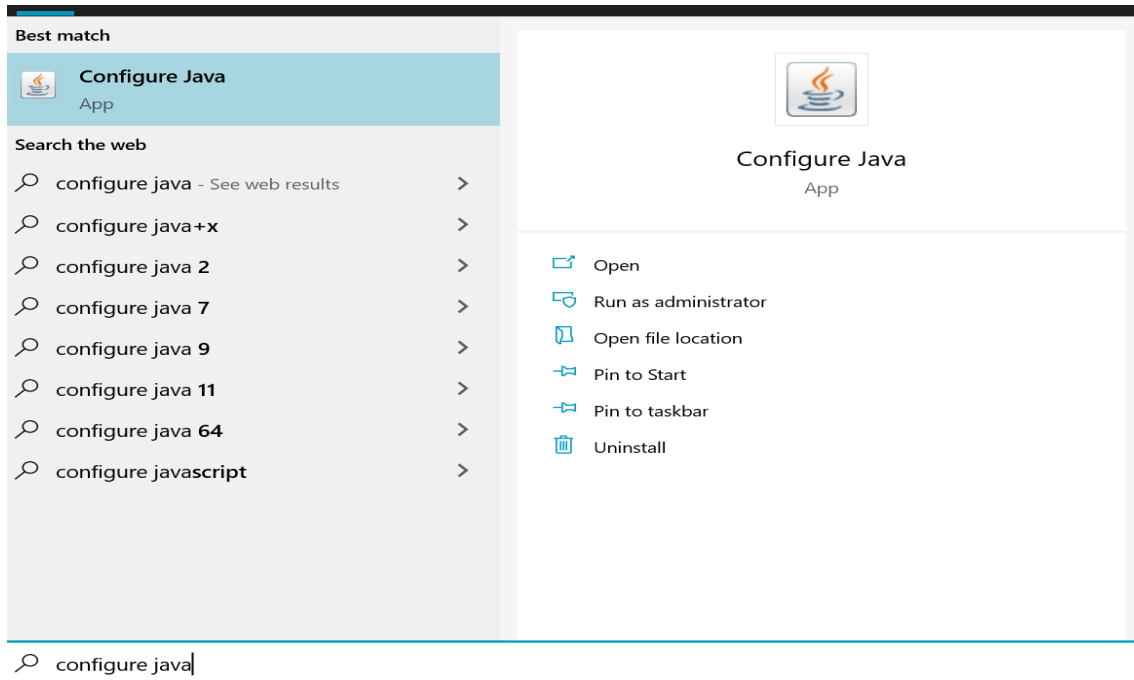 Best match
Configure Java
App
Search the web
configure java - See web results
configure java+x
configure java 2
configure java 7
configure java 9
configure java 11
configure java 64
configure javascript
Configure Java
App
Open
Run as administrator
Open file location
Pin to Start
Pin to taskbar
Uninstall
configure java